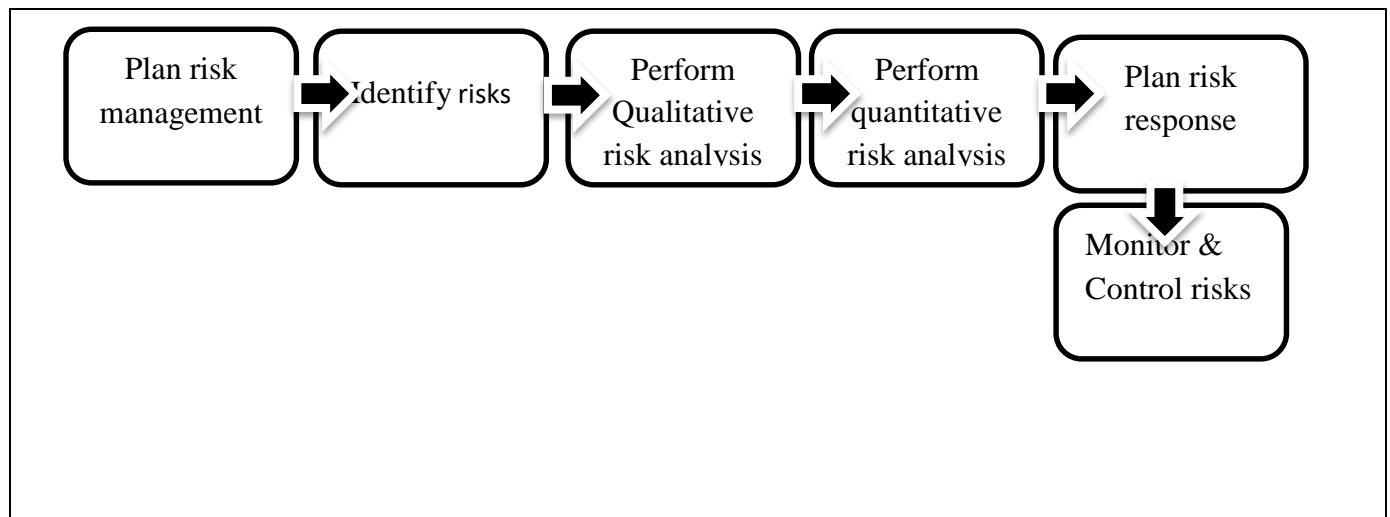 Plan risk
management
Identify risks
Perform
Qualitative
risk analysis
Perform
quantitative
risk analysis
Plan risk
response
Monitor &
Control risks